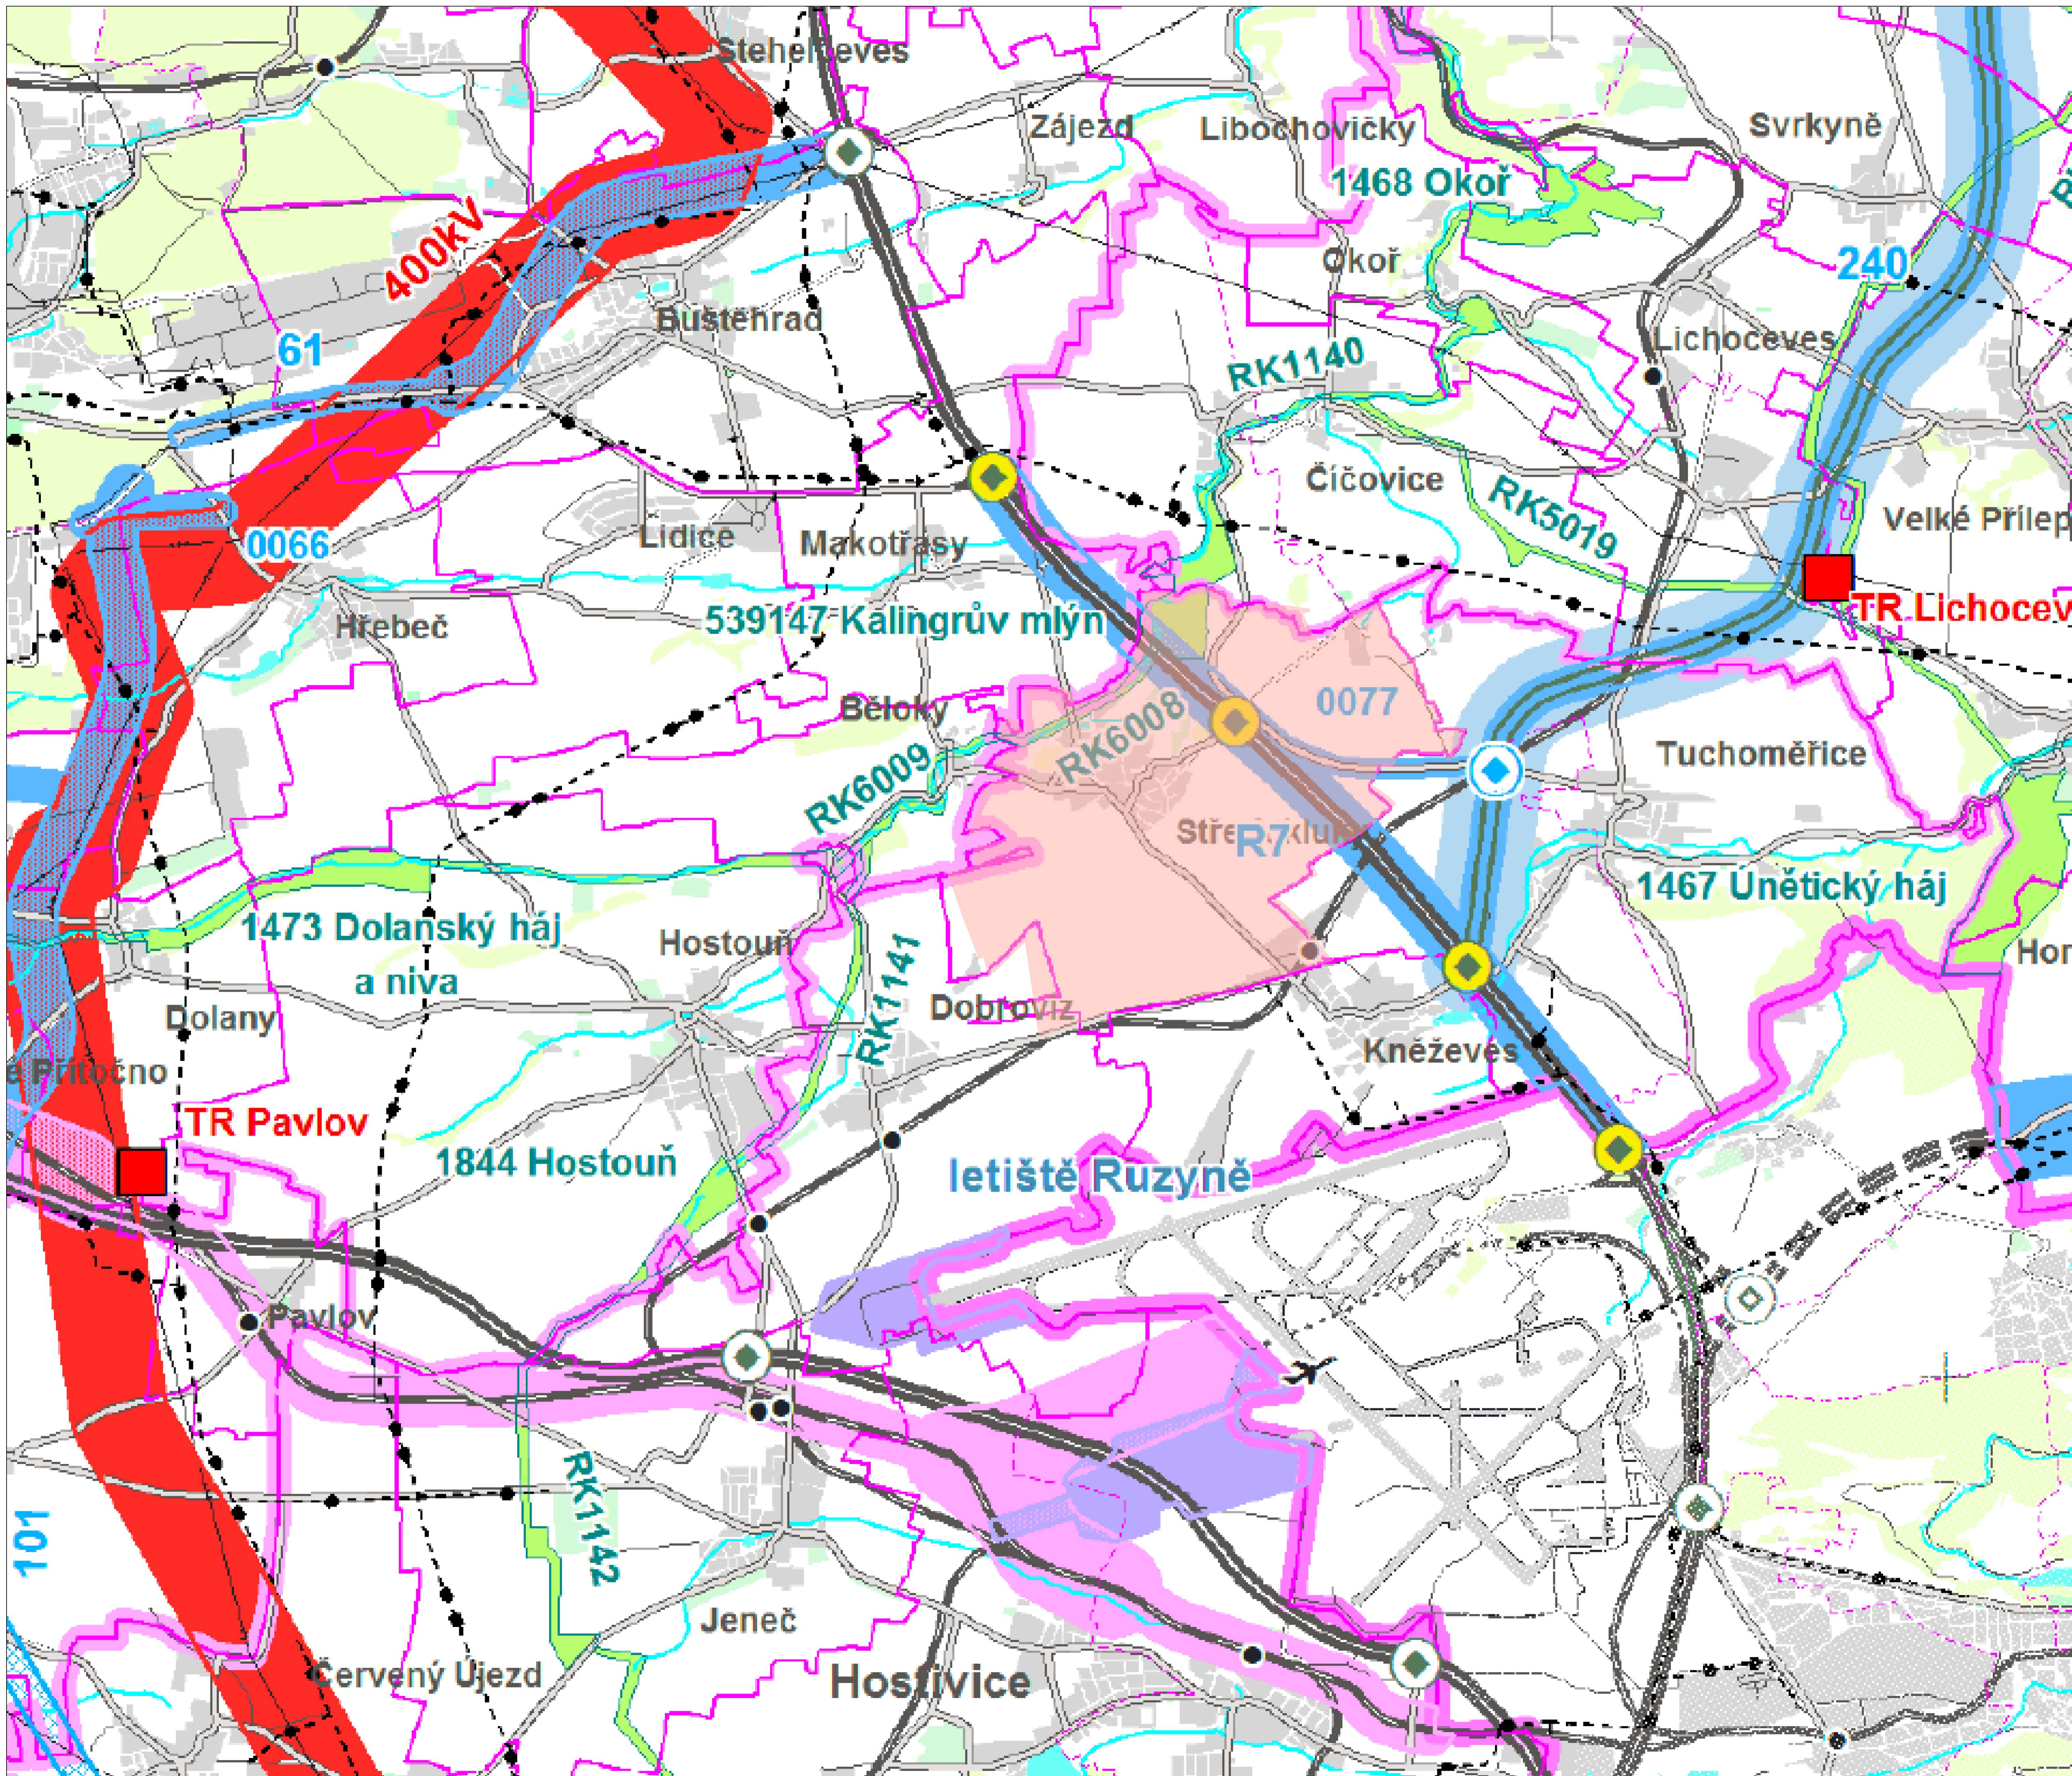 Stehelčeves
Zájezd
Libochovičky
Svrkyně
1468 Okoř
400kV
Okoř
240
Buštěhrad
61
Lichoceves
RK1140
Číčovice
RK5019
Velké Přílep
Lidice
Makotřasy
0066
TR Lichocev
Hřebeč
539147 Kalingrův mlýn
Běloky
RK6008
0077
Tuchoměřice
RK6009
R7
1467 Únětický háj
1473 Dolanský háj
a niva
Hostouň
RK1141
Hor
Dobrovíz
Dolany
Kněževes
e Přítočno
TR Pavlov
1844 Hostouň
letiště Ruzyně
Pavlov
RK1142
101
Jeneč
Červený Újezd
Hostivice